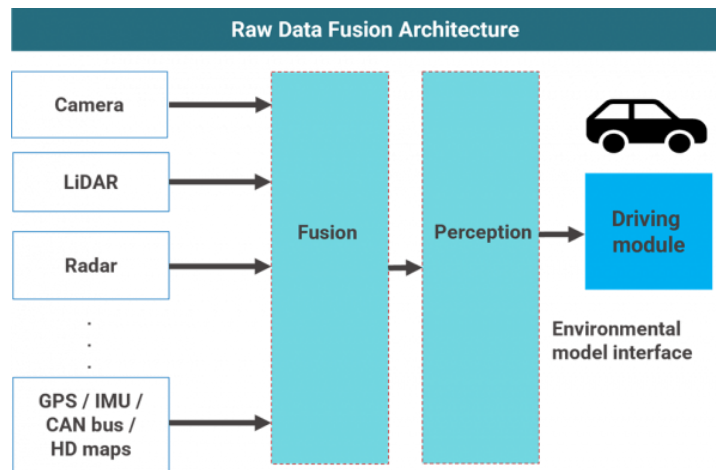 Raw Data Fusion Architecture
Camera
LiDAR
Radar
.
.
.
GPS / IMU /
CAN bus /
HD maps
Fusion
Perception
Driving
module
Environmental
model interface